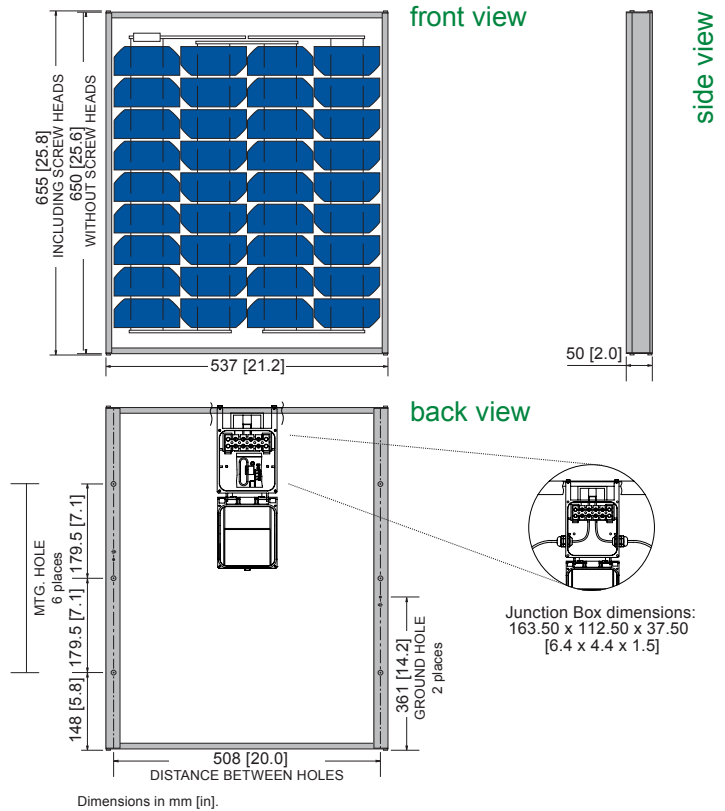 front view
side view
655 [25.8]
INCLUDING SCREW HEADS
650 [25.6]
WITHOUT SCREW HEADS
537 [21.2]
50 [2.0]
back view
MTG. HOLE
6 places
179.5 [7.1]
179.5 [7.1]
148 [5.8]
361 [14.2]
GROUND HOLE
2 places
508 [20.0]
DISTANCE BETWEEN HOLES
Junction Box dimensions:
163.50 x 112.50 x 37.50
[6.4 x 4.4 x 1.5]
Dimensions in mm [in].